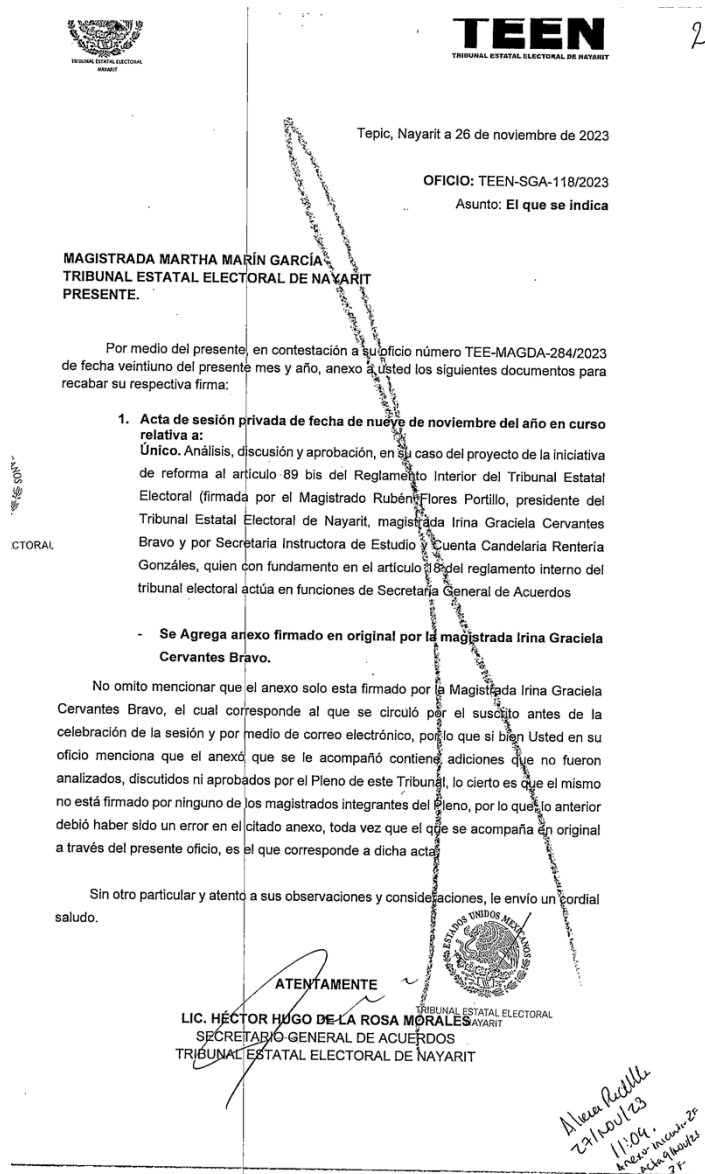 TRIBUNAL ESTATAL ELECTORAL
NAYARIT
TEEN
TRIBUNAL ESTATAL ELECTORAL DE NAYARIT
2
Tepic, Nayarit a 26 de noviembre de 2023
OFICIO: TEEN-SGA-118/2023
Asunto: El que se indica
MAGISTRADA MARTHA MARÍN GARCÍA
TRIBUNAL ESTATAL ELECTORAL DE NAYARIT
PRESENTE.
Por medio del presente, en contestación a su oficio número TEE-MAGDA-284/2023
de fecha veintiuno del presente mes y año, anexo a usted los siguientes documentos para
recabar su respectiva firma:
1. Acta de sesión privada de fecha de nueve de noviembre del año en curso
relativa a:
Único. Análisis, discusión y aprobación, en su caso del proyecto de la iniciativa
de reforma al artículo 89 bis del Reglamento Interior del Tribunal Estatal
Electoral (firmada por el Magistrado Rubén Flores Portillo, presidente del
Tribunal Estatal Electoral de Nayarit, magistrada Irina Graciela Cervantes
Bravo y por Secretaria Instructora de Estudio y Cuenta Candelaria Rentería
Gonzáles, quien con fundamento en el artículo 18 del reglamento interno del
tribunal electoral actúa en funciones de Secretaria General de Acuerdos
- Se Agrega anexo firmado en original por la magistrada Irina Graciela
Cervantes Bravo.
No omito mencionar que el anexo solo esta firmado por la Magistrada Irina Graciela
Cervantes Bravo, el cual corresponde al que se circuló por el suscrito antes de la
celebración de la sesión y por medio de correo electrónico, por lo que si bien Usted en su
oficio menciona que el anexó que se le acompañó contiene adiciones que no fueron
analizados, discutidos ni aprobados por el Pleno de este Tribunal, lo cierto es que el mismo
no está firmado por ninguno de los magistrados integrantes del Pleno, por lo que lo anterior
debió haber sido un error en el citado anexo, toda vez que el que se acompaña en original
a través del presente oficio, es el que corresponde a dicha acta
Sin otro particular y atento a sus observaciones y consideraciones, le envío un cordial
saludo.
ANOS
CTORAL
ATENTAMENTE
LIC. HÉCTOR HUGO DE LA ROSA MORALES
SECRETARIO GENERAL DE ACUERDOS
TRIBUNAL ESTATAL ELECTORAL DE NAYARIT
ESTADOS UNIDOS MEXICANOS
TRIBUNAL ESTATAL ELECTORAL
NAYARIT
27/nov/23
11:09.